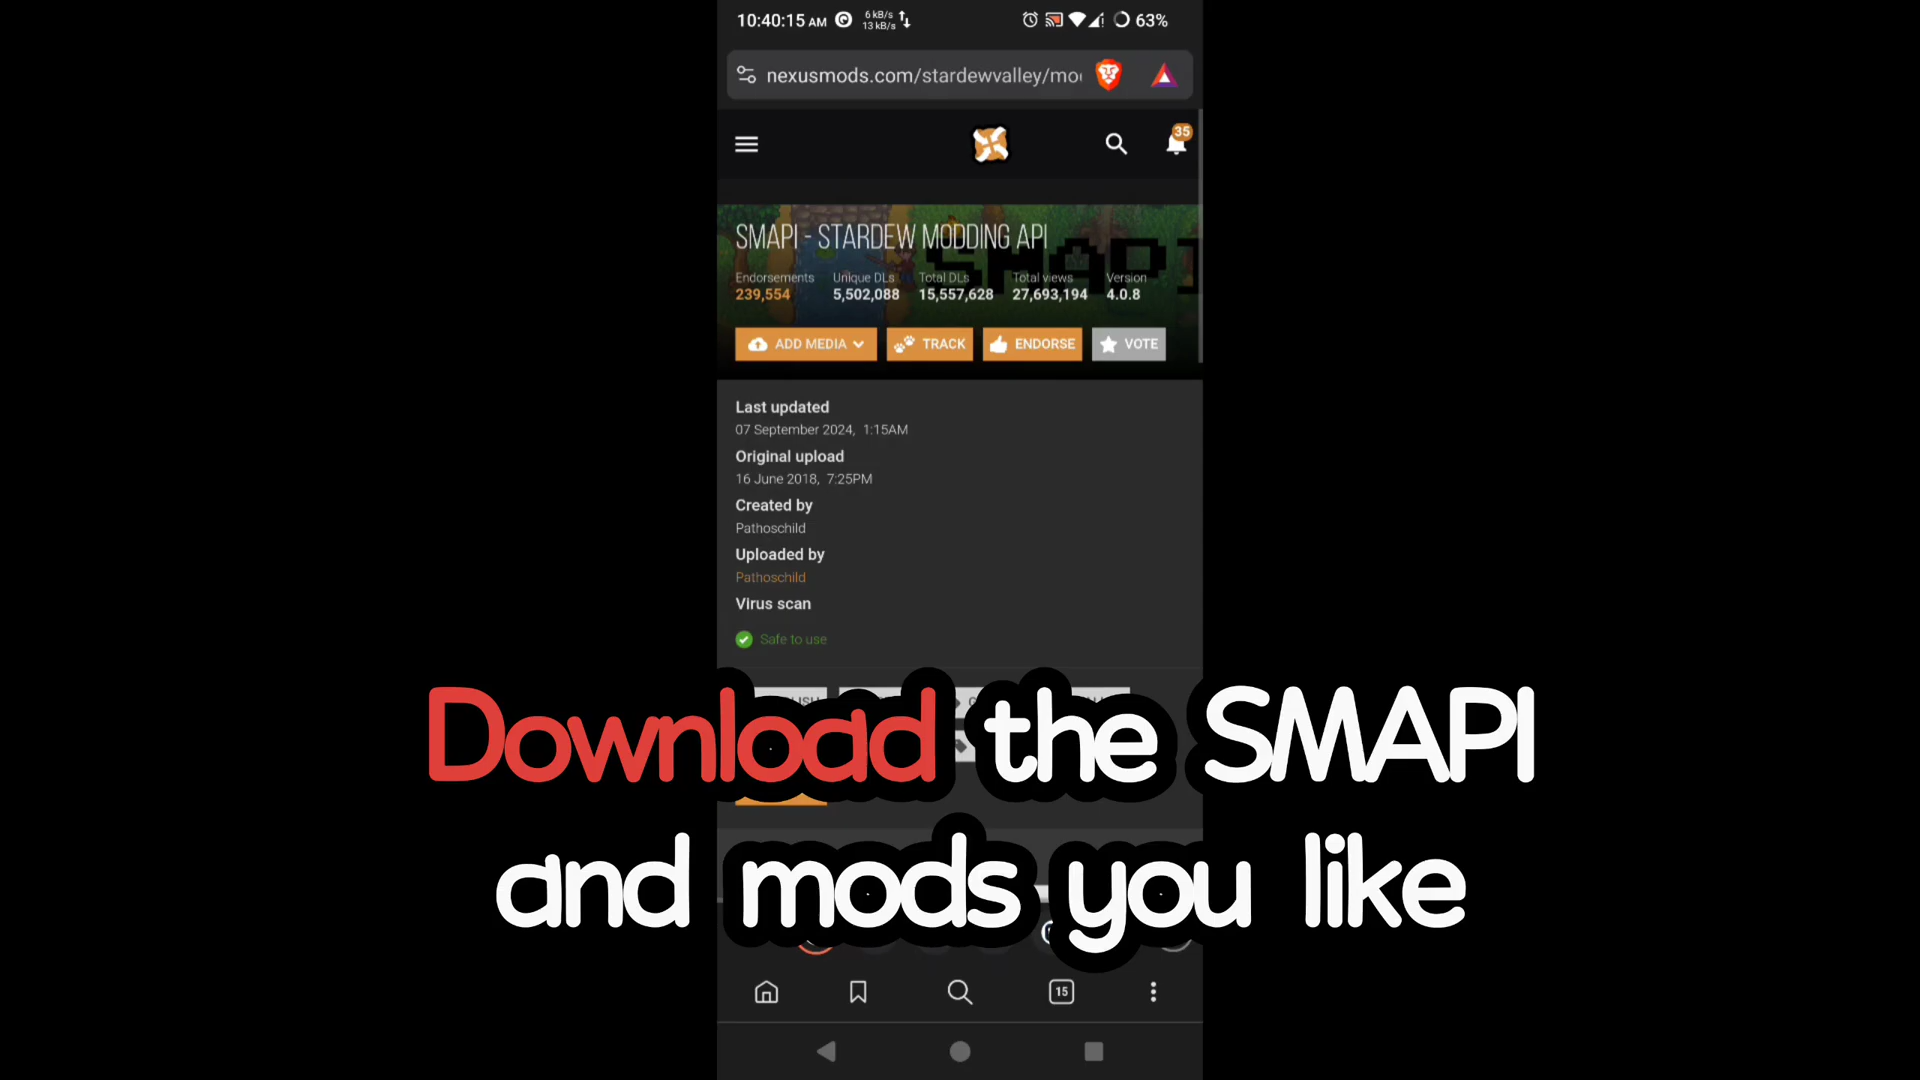 10:40:15 AM 6 kB/s 13 kB/s 63%
nexusmods.com/stardewvalley/mo
35
SMAPI - STARDEW MODDING API
SMAPI
Endorsements Unique DLs Total DLs Total views Version
239,554 5,502,088 15,557,628 27,693,194 4.0.8
ADD MEDIA TRACK ENDORSE VOTE
Last updated
07 September 2024, 1:15AM
Original upload
16 June 2018, 7:25PM
Created by
Pathoschild
Uploaded by
Pathoschild
Virus scan
Safe to use
Download the SMAPI
and mods you like
15